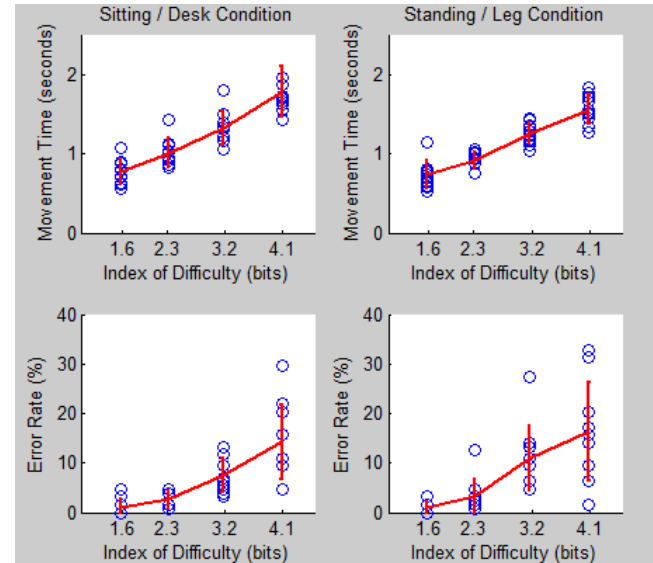 Sitting / Desk Condition
Standing / Leg Condition
Movement Time (seconds)
2
1
0
1.6 2.3 3.2 4.1
Index of Difficulty (bits)
Movement Time (seconds)
2
1
0
1.6 2.3 3.2 4.1
Index of Difficulty (bits)
Error Rate (%)
40
30
20
10
0
1.6 2.3 3.2 4.1
Index of Difficulty (bits)
Error Rate (%)
40
30
20
10
0
1.6 2.3 3.2 4.1
Index of Difficulty (bits)